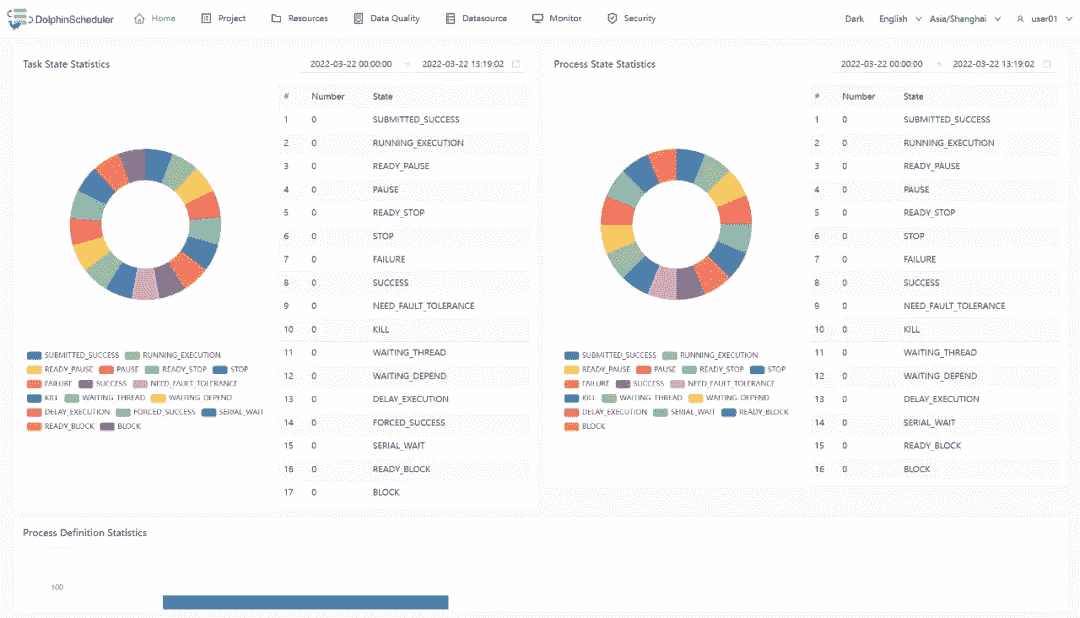 DolphinScheduler Home Project Resources Data Quality Datasource Monitor Security Dark English Asia/Shanghai user01
Task State Statistics 2022-03-22 00:00:00 2022-03-22 13:19:02
# Number State
1 0 SUBMITTED_SUCCESS
2 0 RUNNING_EXECUTION
3 0 READY_PAUSE
4 0 PAUSE
5 0 READY_STOP
6 0 STOP
7 0 FAILURE
8 0 SUCCESS
9 0 NEED_FAULT_TOLERANCE
10 0 KILL
11 0 WAITING_THREAD
12 0 WAITING_DEPEND
13 0 DELAY_EXECUTION
14 0 FORCED_SUCCESS
15 0 SERIAL_WAIT
16 0 READY_BLOCK
17 0 BLOCK
SUBMITTED_SUCCESS RUNNING_EXECUTION
READY_PAUSE PAUSE READY_STOP STOP
FAILURE SUCCESS NEED_FAULT_TOLERANCE
KILL WAITING_THREAD WAITING_DEPEND
DELAY_EXECUTION FORCED_SUCCESS SERIAL_WAIT
READY_BLOCK BLOCK
Process State Statistics 2022-03-22 00:00:00 2022-03-22 13:19:02
# Number State
1 0 SUBMITTED_SUCCESS
2 0 RUNNING_EXECUTION
3 0 READY_PAUSE
4 0 PAUSE
5 0 READY_STOP
6 0 STOP
7 0 FAILURE
8 0 SUCCESS
9 0 NEED_FAULT_TOLERANCE
10 0 KILL
11 0 WAITING_THREAD
12 0 WAITING_DEPEND
13 0 DELAY_EXECUTION
14 0 SERIAL_WAIT
15 0 READY_BLOCK
16 0 BLOCK
SUBMITTED_SUCCESS RUNNING_EXECUTION
READY_PAUSE PAUSE READY_STOP STOP
FAILURE SUCCESS NEED_FAULT_TOLERANCE
KILL WAITING_THREAD WAITING_DEPEND
DELAY_EXECUTION SERIAL_WAIT READY_BLOCK
BLOCK
Process Definition Statistics
100